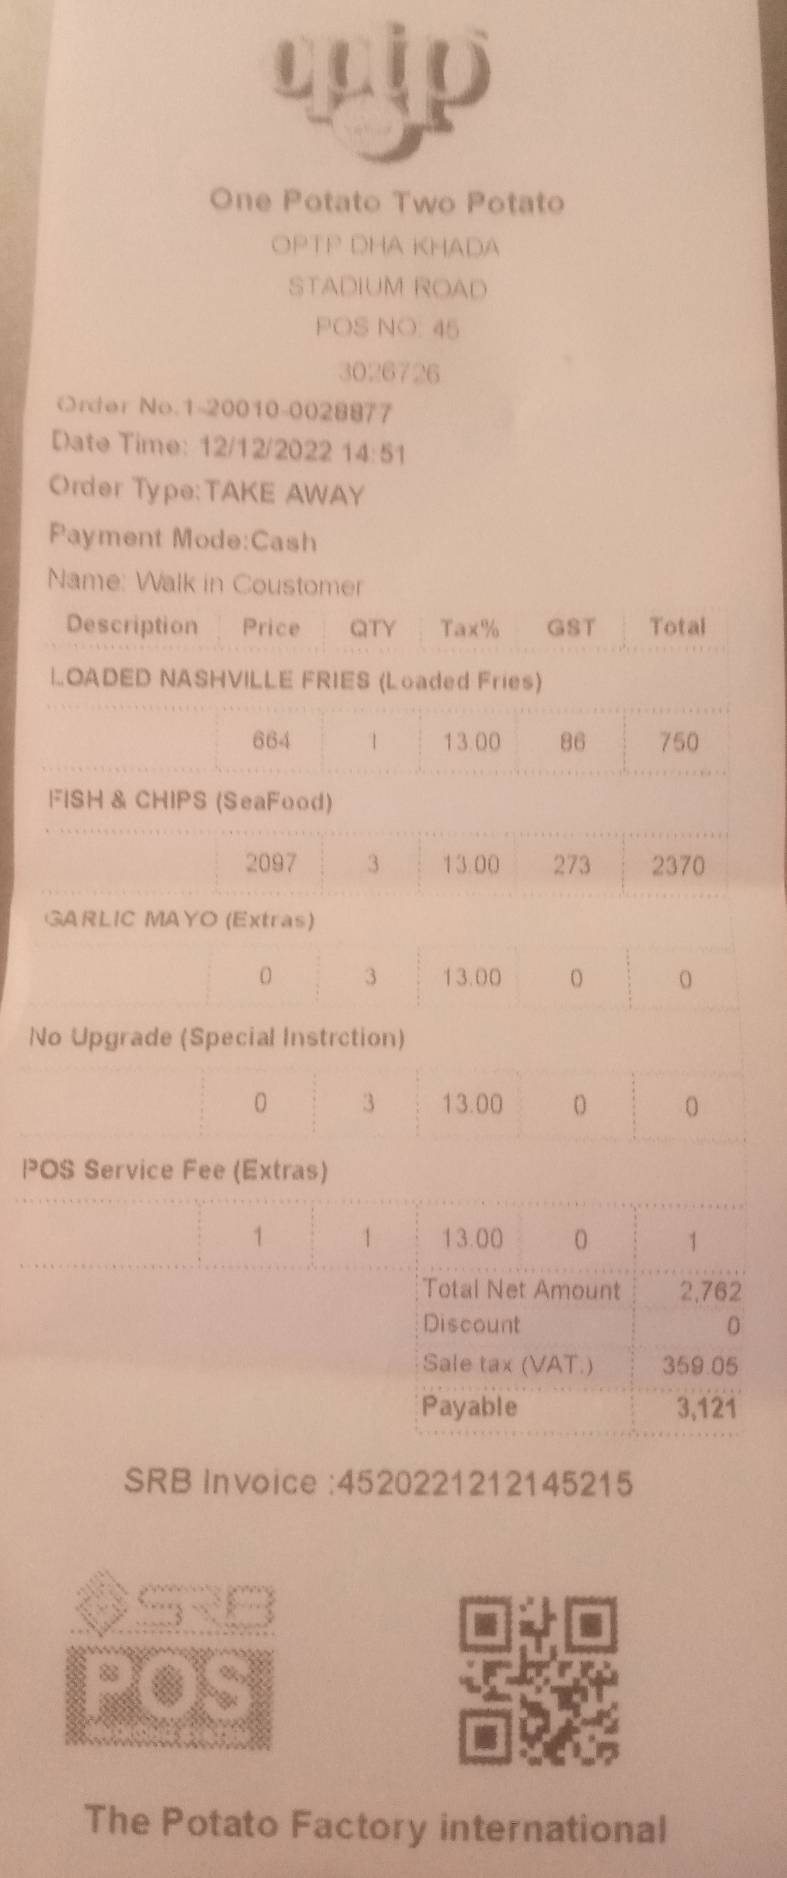 optp
One Potato Two Potato
OPTP DHA KHADA
STADIUM ROAD
POS NO: 45
3026726
Order No.1-20010-0028877
Date Time: 12/12/2022 14:51
Order Type:TAKE AWAY
Payment Mode:Cash
Name: Walk in Coustomer
Description Price QTY Tax% GST Total
LOADED NASHVILLE FRIES (Loaded Fries)
664 1 13.00 86 750
FISH & CHIPS (SeaFood)
2097 3 13.00 273 2370
GARLIC MAYO (Extras)
0 3 13.00 0 0
No Upgrade (Special Instrction)
0 3 13.00 0 0
POS Service Fee (Extras)
1 1 13.00 0 1
Total Net Amount 2,762
Discount 0
Sale tax (VAT.) 359.05
Payable 3,121
SRB Invoice :4520221212145215
SRB
POS
The Potato Factory international